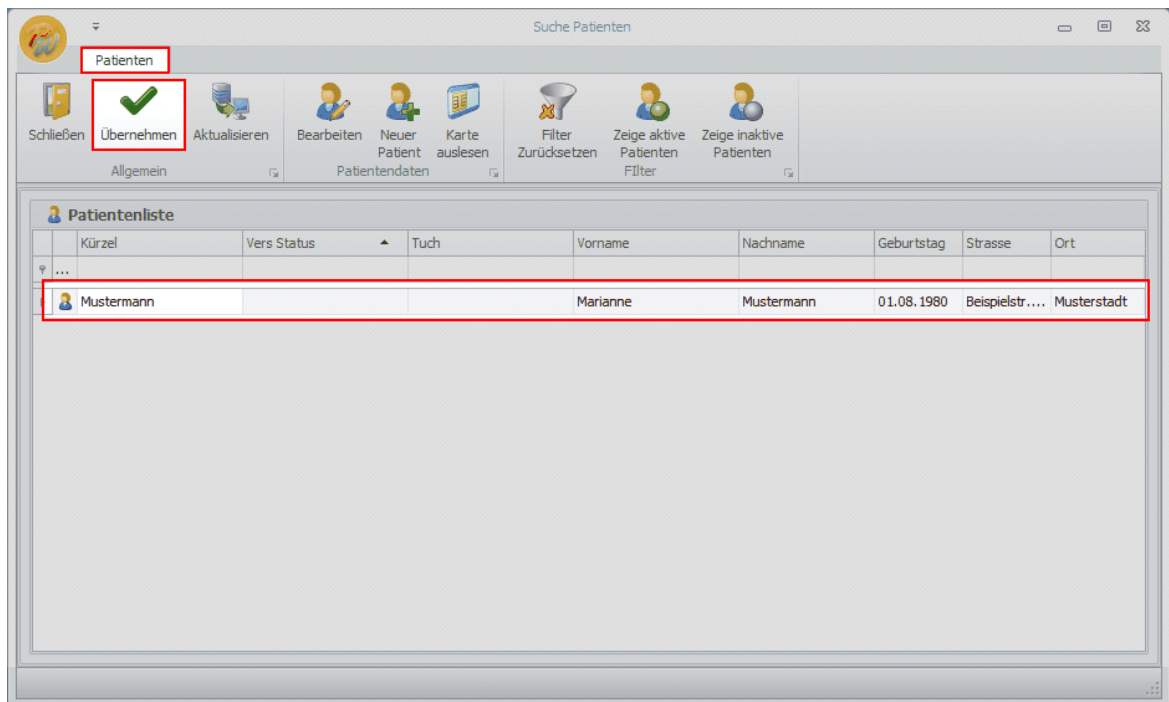 Suche Patienten
Patienten
Schließen Übernehmen Aktualisieren Bearbeiten Neuer Patient Karte auslesen Filter Zurücksetzen Zeige aktive Patienten Zeige inaktive Patienten
Allgemein Patientendaten FIlter
Patientenliste
Kürzel Vers Status Tuch Vorname Nachname Geburtstag Strasse Ort
...
Mustermann Marianne Mustermann 01.08.1980 Beispielstr.... Musterstadt